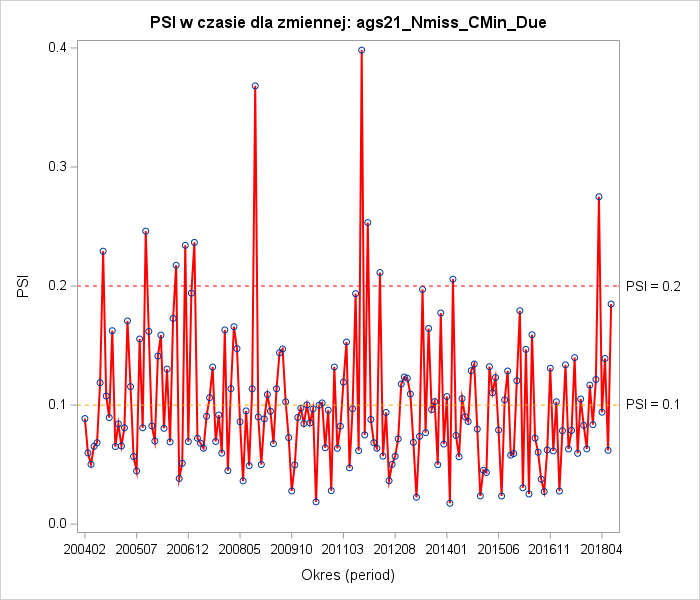 PSI w czasie dla zmiennej: ags21_Nmiss_CMin_Due
0.4
0.3
0.2
0.1
0.0
PSI
PSI = 0.2
PSI = 0.1
200402 200507 200612 200805 200910 201103 201208 201401 201506 201611 201804
Okres (period)